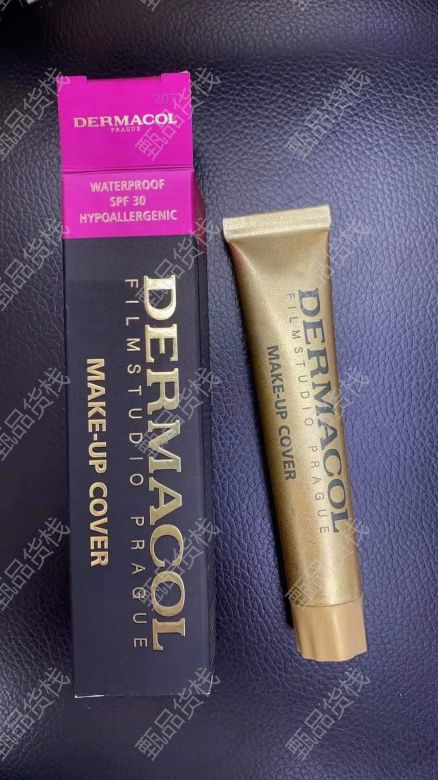 207
DERMACOL
PRAGUE
WATERPROOF
SPF 30
HYPOALLERGENIC
DERMACOL
FILMSTUDIO PRAGUE
MAKE-UP COVER
DERMACOL
FILMSTUDIO PRAGUE
MAKE-UP COVER
甄品货栈